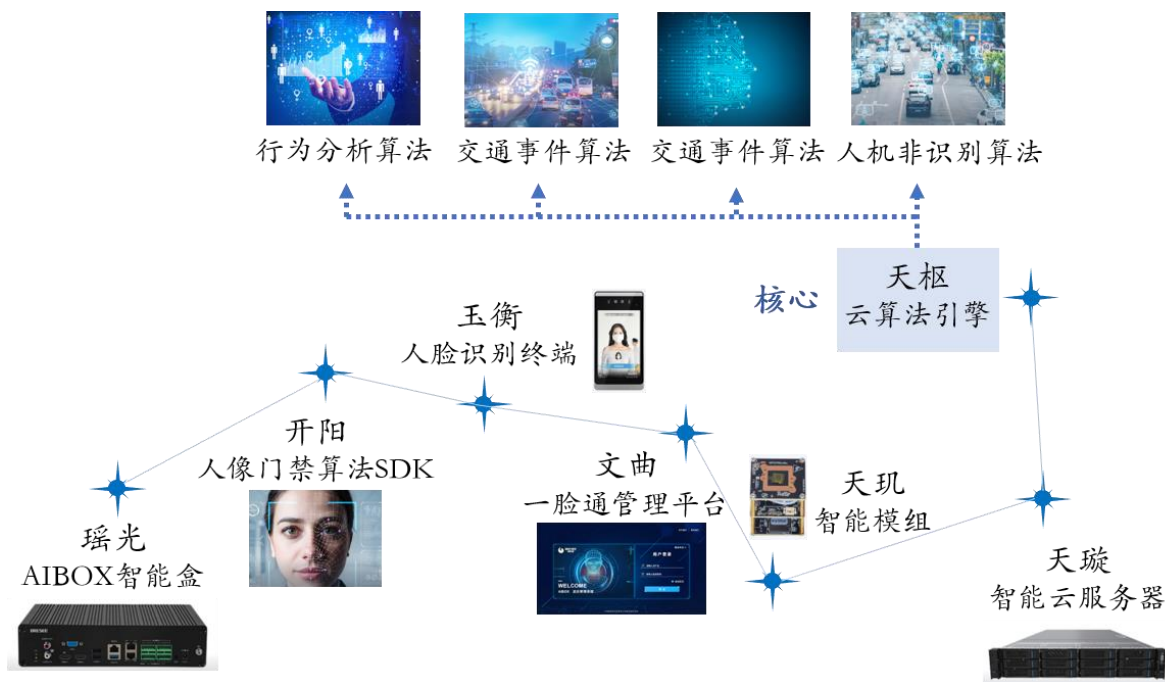 行为分析算法
交通事件算法
交通事件算法
人机非识别算法
核心
天枢
云算法引擎
玉衡
人脸识别终端
开阳
人像门禁算法SDK
文曲
一脸通管理平台
WELCOME
天玑
智能模组
瑶光
AIBOX智能盒
天璇
智能云服务器